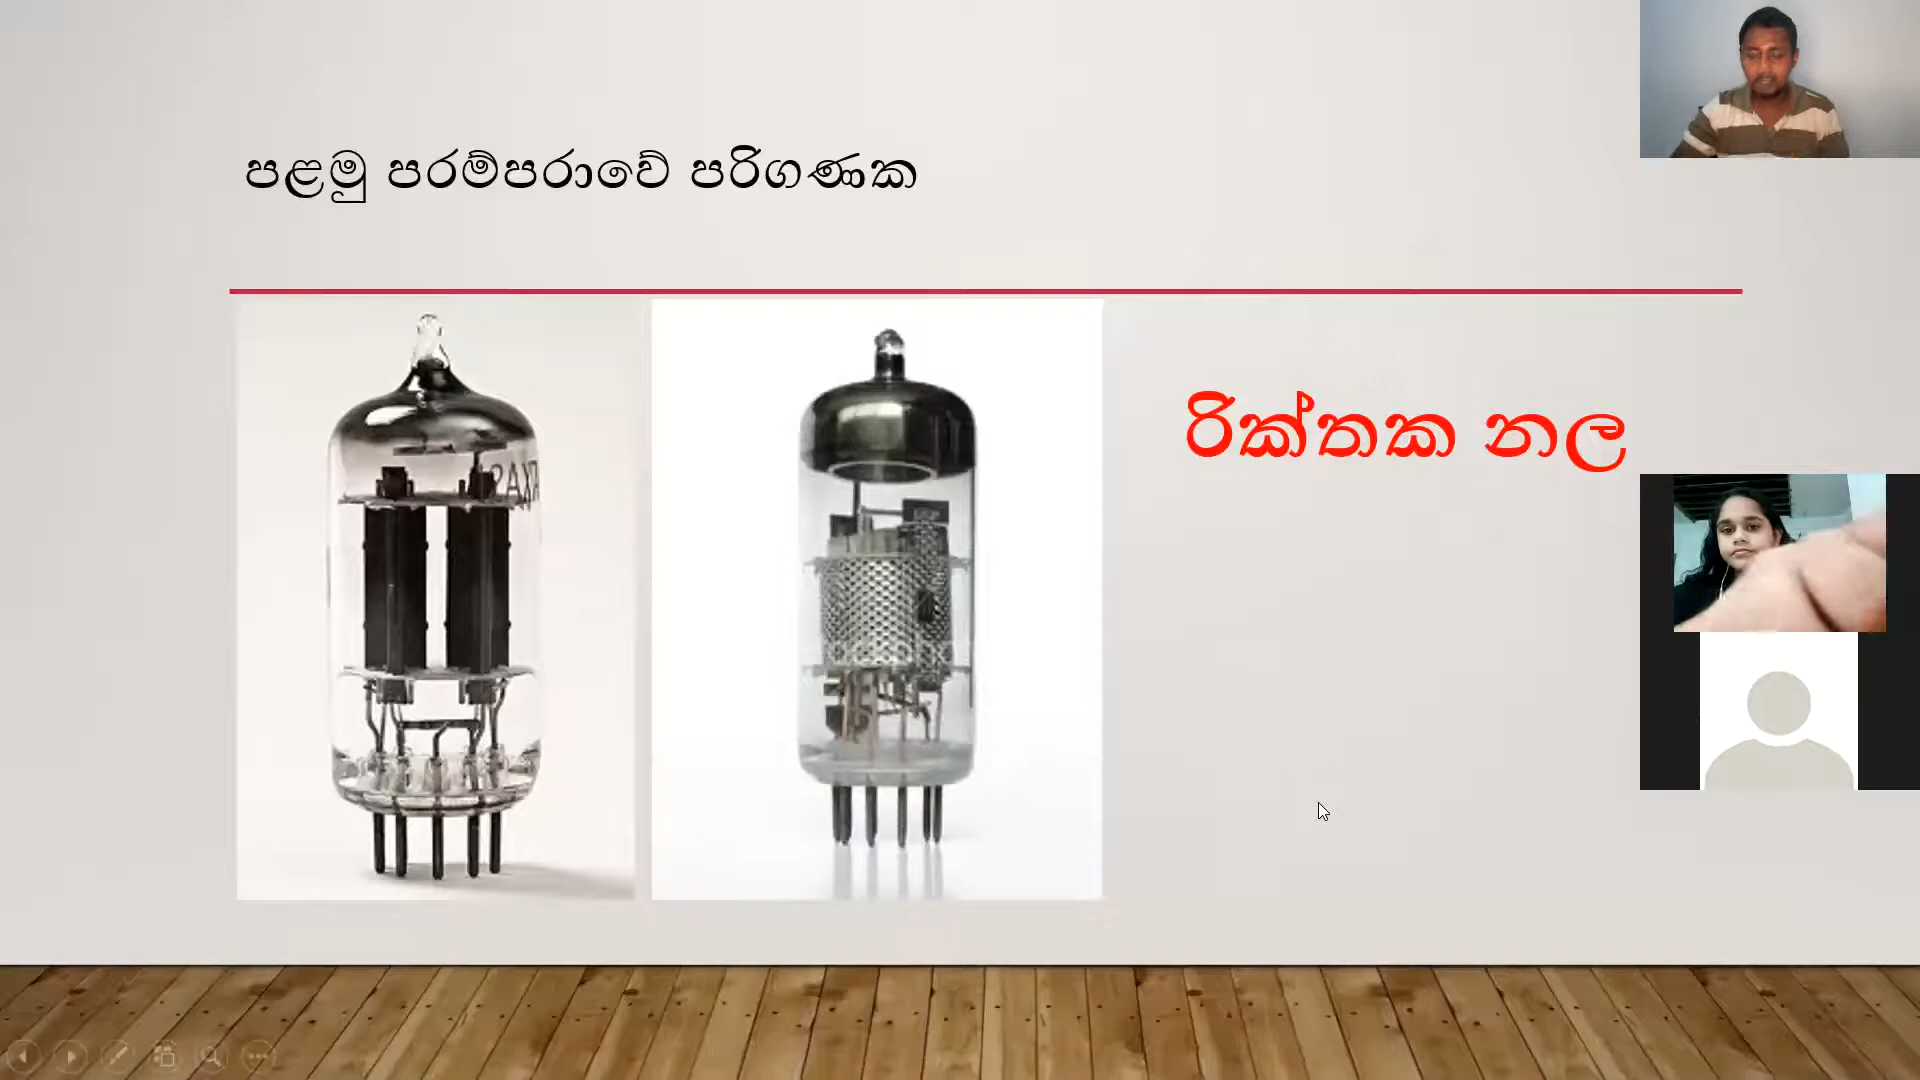 පළමු පරම්පරාවේ පරිගණක
රික්තක නල